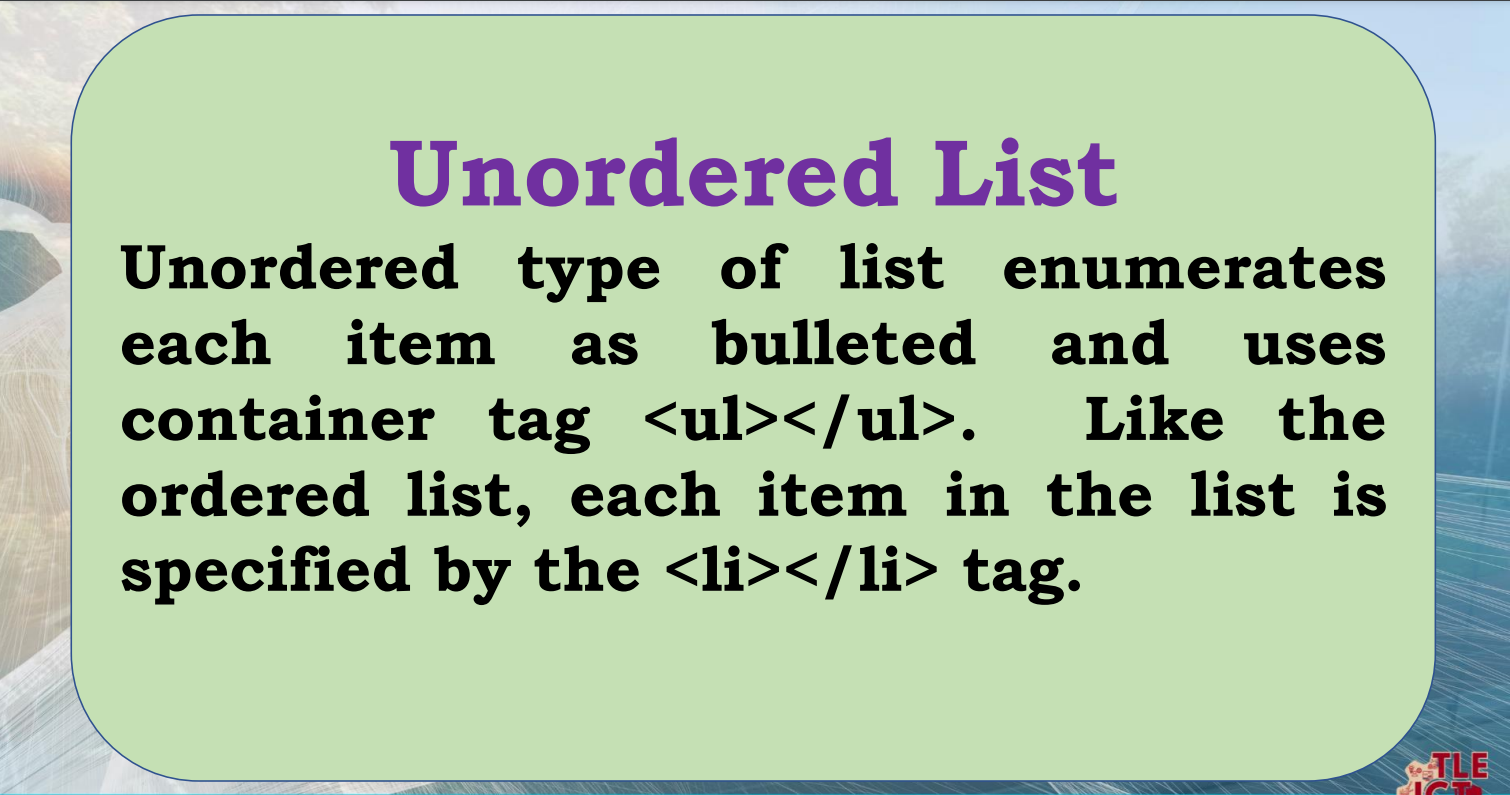 Unordered List
Unordered type of list enumerates
each item as bulleted and uses
container tag <ul></ul>. Like the
ordered list, each item in the list is
specified by the <li></li> tag.
TLE
ICT